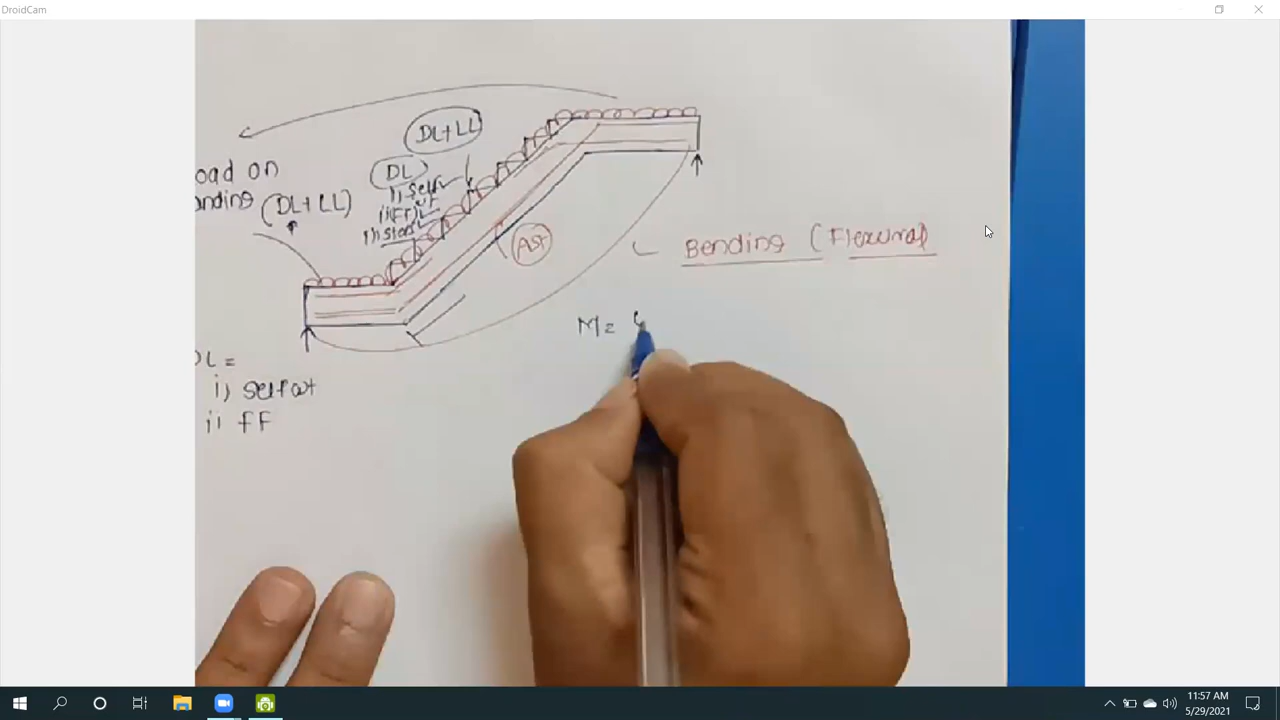 DroidCam
DL+LL
oad on
anding (DL+LL)
DL
i) self wt
ii) FF
iii) steps
Ast
Bending (Flexural)
M=
DL =
i) self wt
ii FF
11:57 AM
5/29/2021